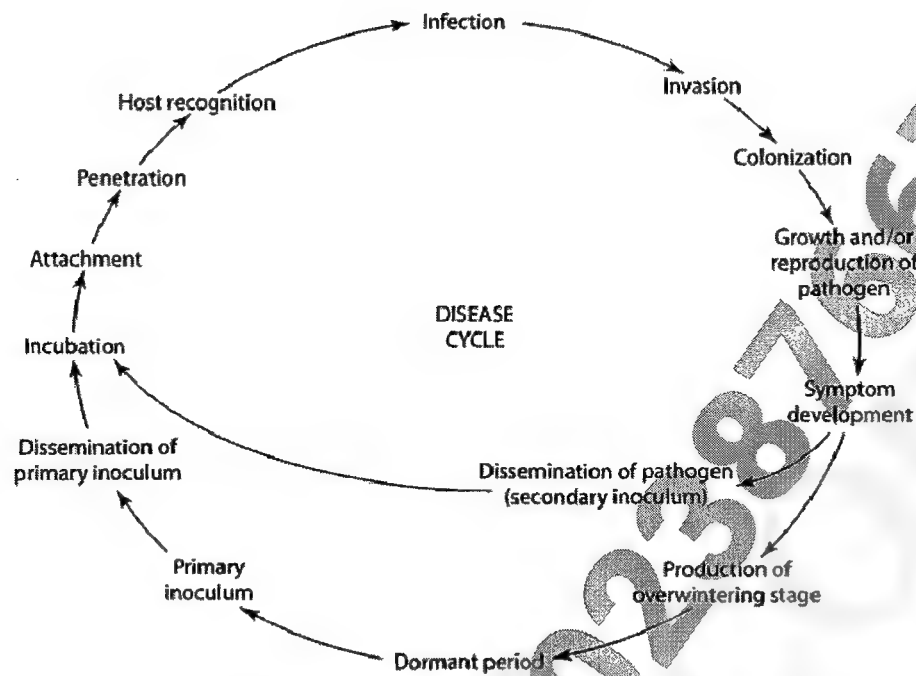 Infection
Invasion
Colonization
Growth and/or
reproduction of
pathogen
Symptom
development
Dissemination of pathogen
(secondary inoculum)
Production of
overwintering stage
Dormant period
Primary
inoculum
Dissemination of
primary inoculum
Incubation
Attachment
Penetration
Host recognition
DISEASE
CYCLE